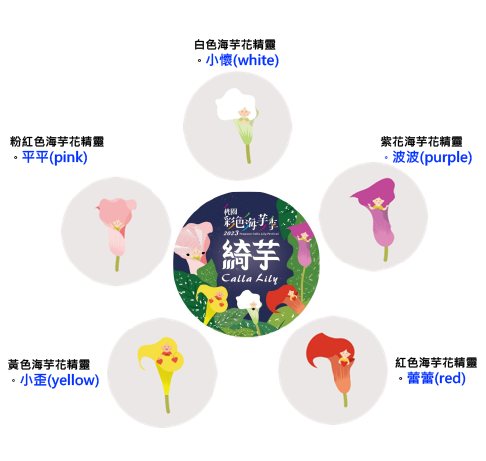 白色海芋花精靈
。小懷(white)
粉紅色海芋花精靈
。平平(pink)
紫花海芋花精靈
。波波(purple)
桃園
彩色海芋季
2023
綺芋
Calla Lily
黃色海芋花精靈
。小歪(yellow)
紅色海芋花精靈
。蕾蕾(red)